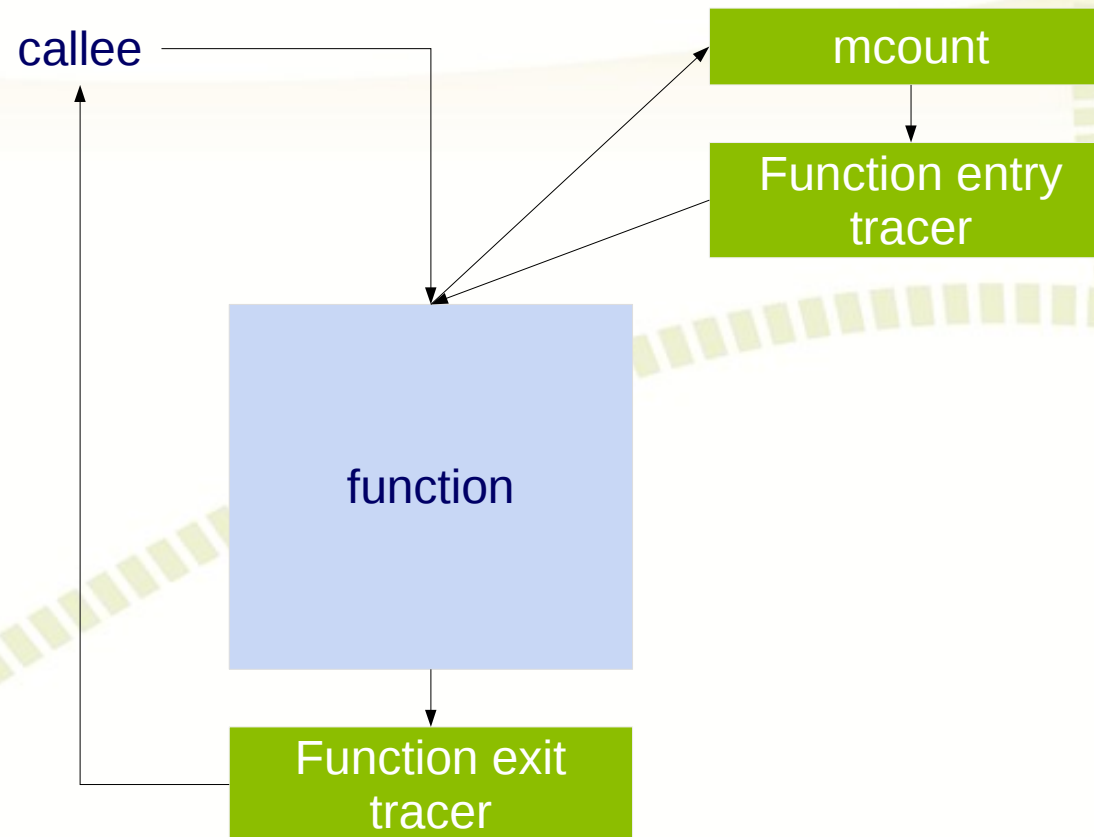 callee
mcount
Function entry
tracer
function
Function exit
tracer